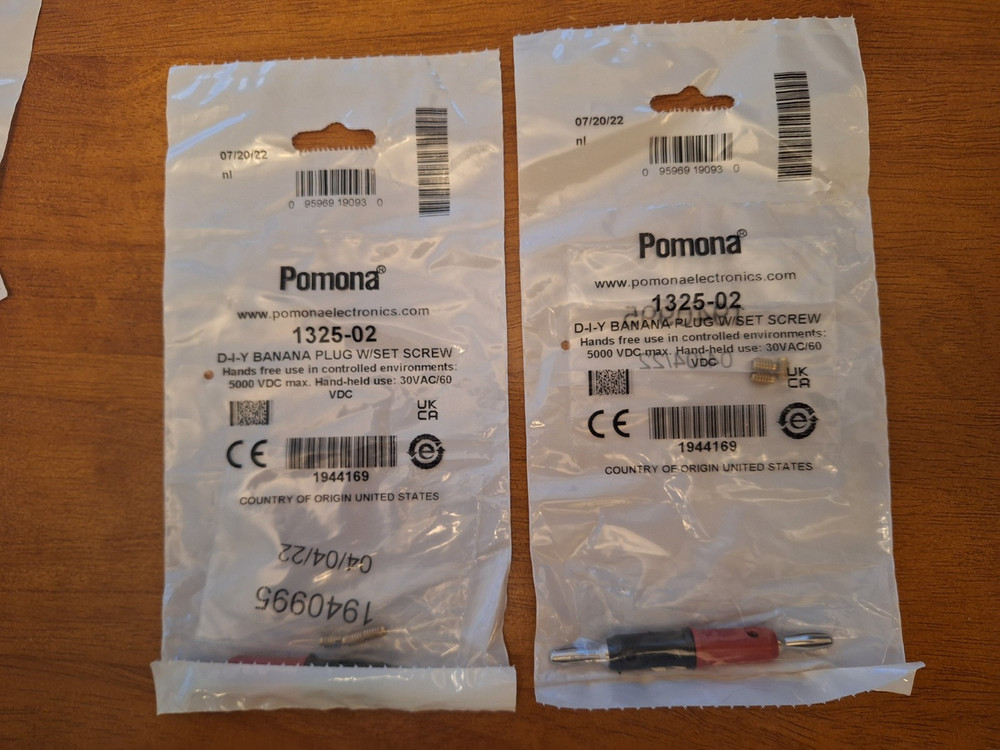 07/20/22
nl
0 95969 19093 0
Pomona®
www.pomonaelectronics.com
1325-02
D-I-Y BANANA PLUG W/SET SCREW
Hands free use in controlled environments:
5000 VDC max. Hand-held use: 30VAC/60
VDC
UK
CA
CE
1944169
COUNTRY OF ORIGIN UNITED STATES
04/04/22
1940995
07/20/22
nl
0 95969 19093 0
Pomona®
www.pomonaelectronics.com
1325-02
D-I-Y BANANA PLUG W/SET SCREW
Hands free use in controlled environments:
5000 VDC max. Hand-held use: 30VAC/60
VDC
04/04/22
UK
CA
CE
e
1944169
COUNTRY OF ORIGIN UNITED STATES